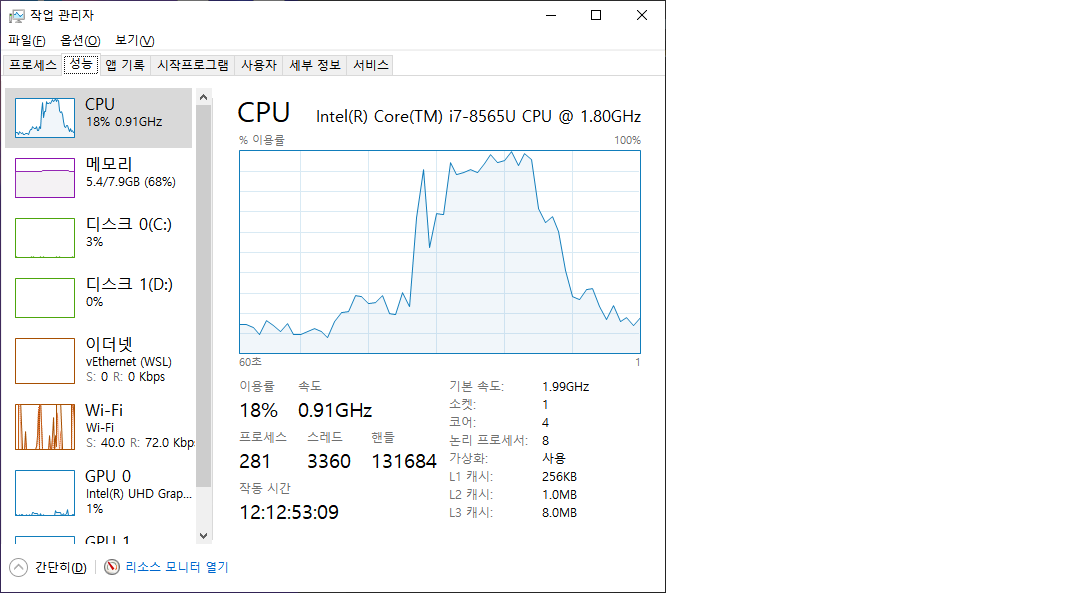 작업 관리자
파일(F) 옵션(O) 보기(V)
프로세스 성능 앱 기록 시작프로그램 사용자 세부 정보 서비스
CPU
18% 0.91GHz
메모리
5.4/7.9GB (68%)
디스크 0(C:)
3%
디스크 1(D:)
0%
이더넷
vEthernet (WSL)
S: 0 R: 0 Kbps
Wi-Fi
Wi-Fi
S: 40.0 R: 72.0 Kbp
GPU 0
Intel(R) UHD Grap...
1%
GPU 1
CPU Intel(R) Core(TM) i7-8565U CPU @ 1.80GHz
% 이용률 100%
60초 1
이용률 속도
18% 0.91GHz
프로세스 스레드 핸들
281 3360 131684
작동 시간
12:12:53:09
기본 속도: 1.99GHz
소켓: 1
코어: 4
논리 프로세서: 8
가상화: 사용
L1 캐시: 256KB
L2 캐시: 1.0MB
L3 캐시: 8.0MB
간단히(D) 리소스 모니터 열기